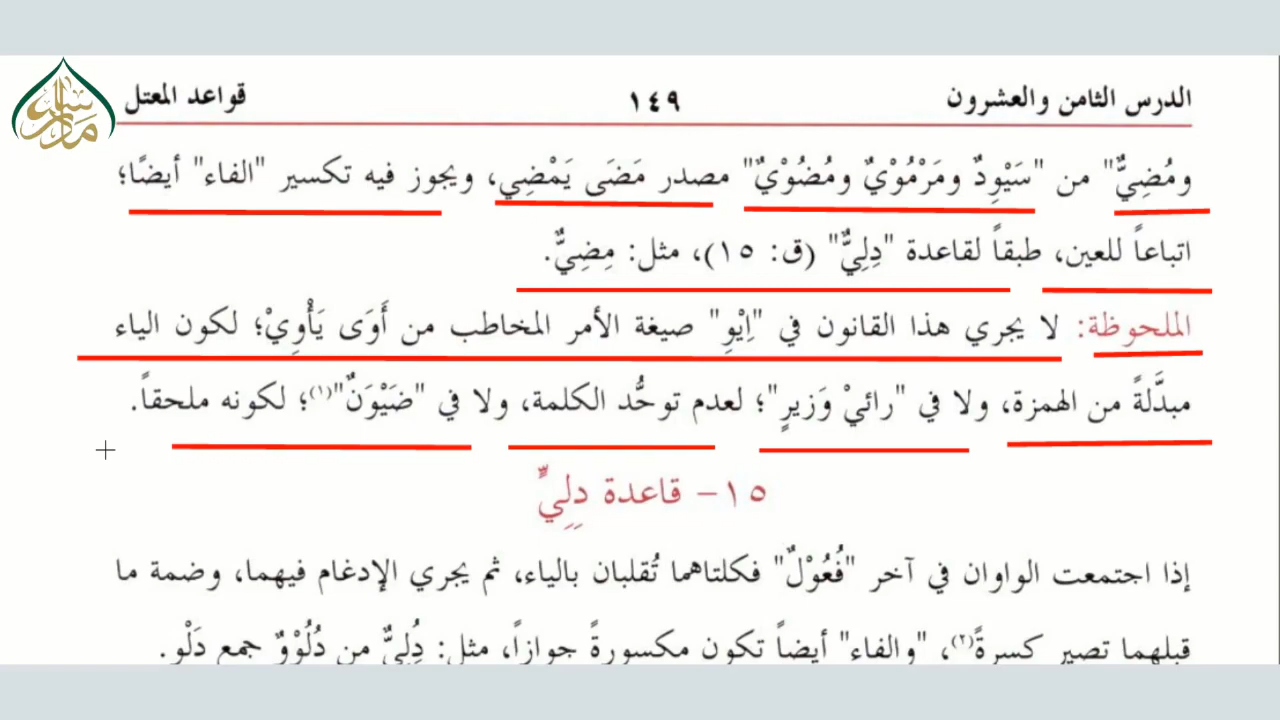 الدرس الثامن والعشرون ١٤٩ قواعد المعتل
ومُضِيٌّ" من "سَيْوِدٌ ومَرْمُوْيٌ ومُضُوْيٌ" مصدر مَضَى يَمْضِي، ويجوز فيه تكسير "الفاء" أيضًا؛
اتباعاً للعين، طبقاً لقاعدة "دِلِيٌّ" (ق: ١٥)، مثل: مِضِيٌّ.
الملحوظة: لا يجري هذا القانون في "اِيْوِ" صيغة الأمر المخاطب من أَوَى يَأْوِيْ؛ لكون الياء
مبدَّلةً من الهمزة، ولا في "رائيْ وَزيرٍ"؛ لعدم توحُّد الكلمة، ولا في "ضَيْوَنٌ"(١)؛ لكونه ملحقاً.
١٥- قاعدة دِلِيٍّ
إذا اجتمعت الواوان في آخر "فُعُوْلٌ" فكلتاهما تُقلبان بالياء، ثم يجري الإدغام فيهما، وضمة ما
قبلهما تصير كسرةً(٢)، "والفاء" أيضاً تكون مكسورةً جوازاً، مثل: دُلِيٌّ من دُلُوْوٌ جمع دَلْو.